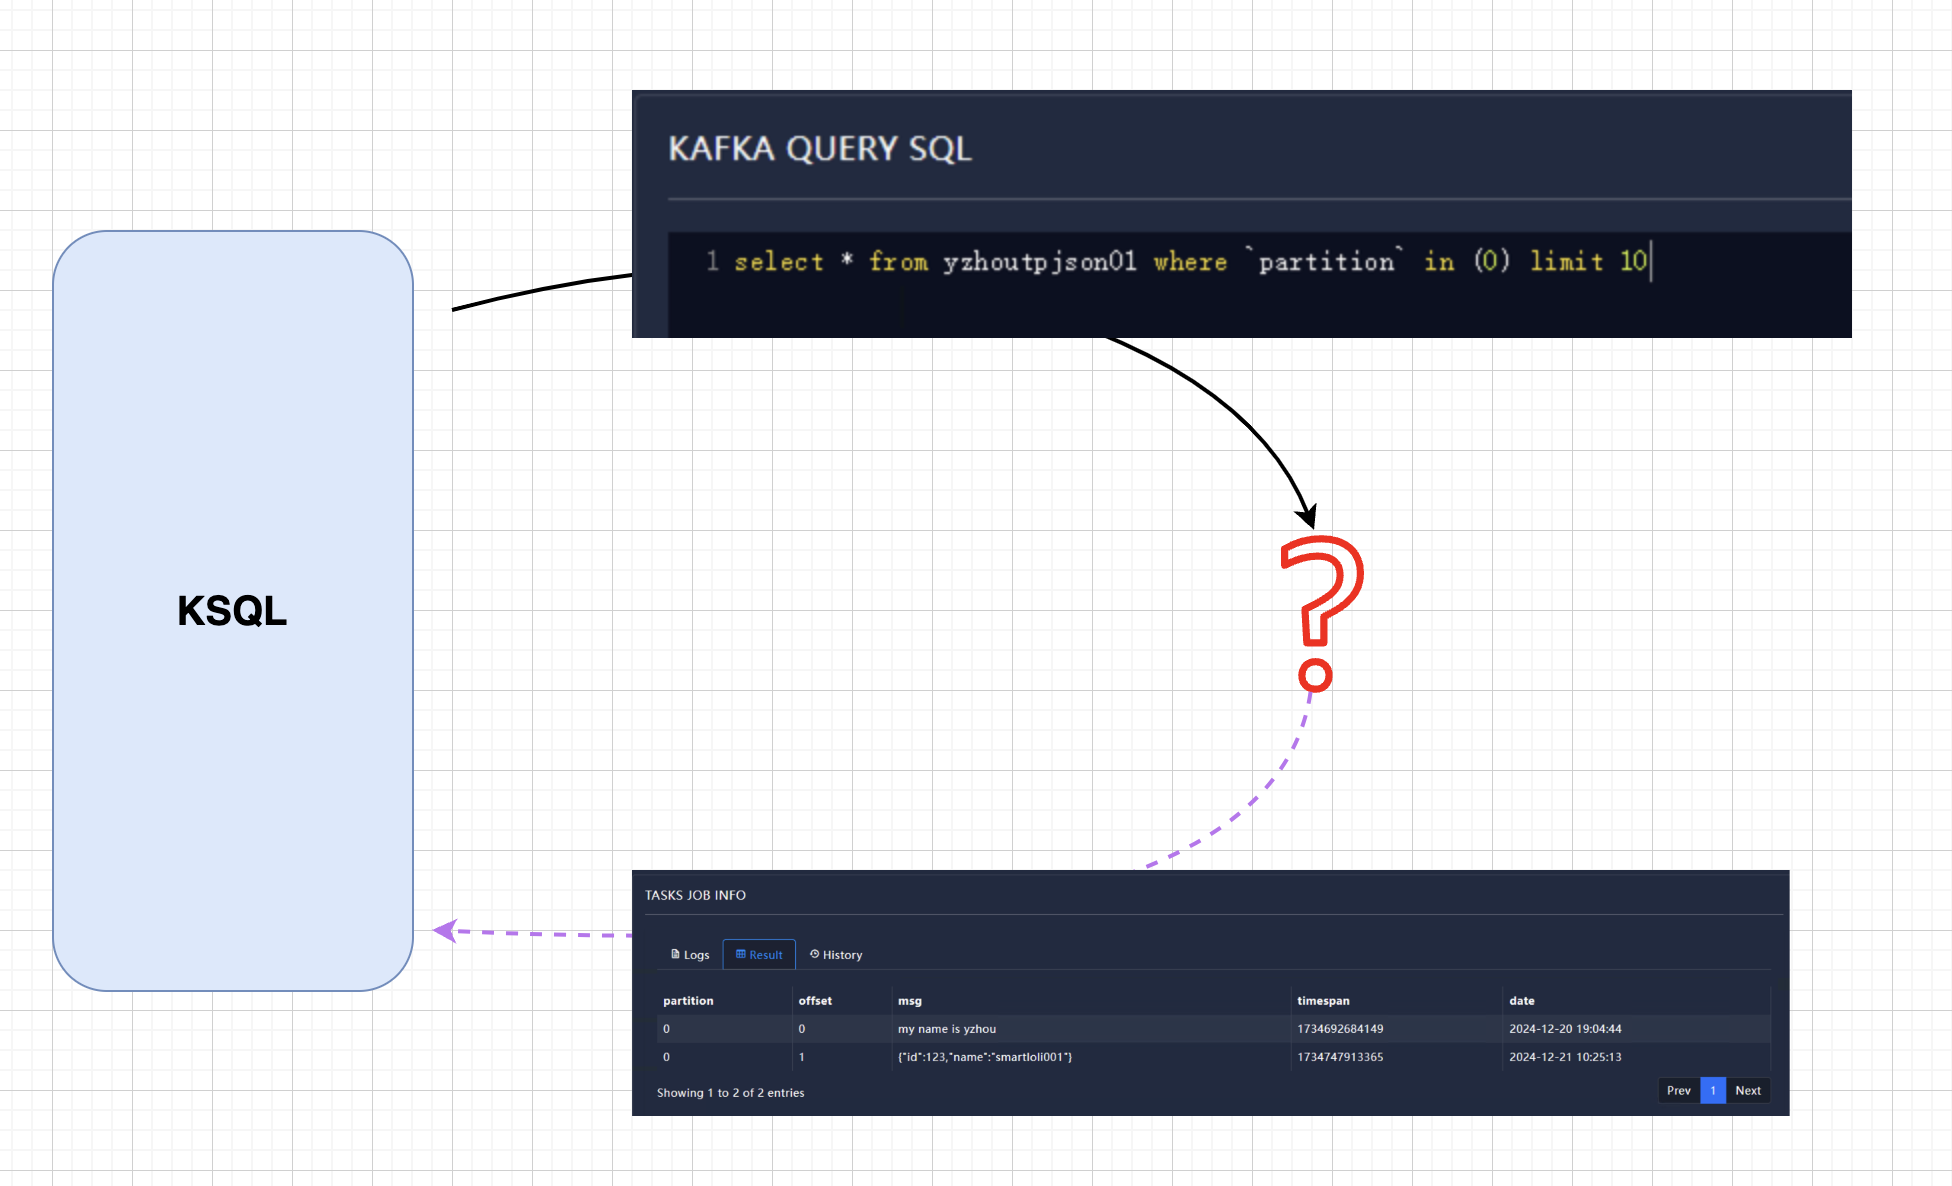 KAFKA QUERY SQL
1 select * from yzhoutpjson01 where `partition` in (0) limit 10
KSQL
?
TASKS JOB INFO
Logs Result History
partition offset msg timespan date
0 0 my name is yzhou 1734692684149 2024-12-20 19:04:44
0 1 {"id":123,"name":"smartloli001"} 1734747913365 2024-12-21 10:25:13
Showing 1 to 2 of 2 entries
Prev 1 Next